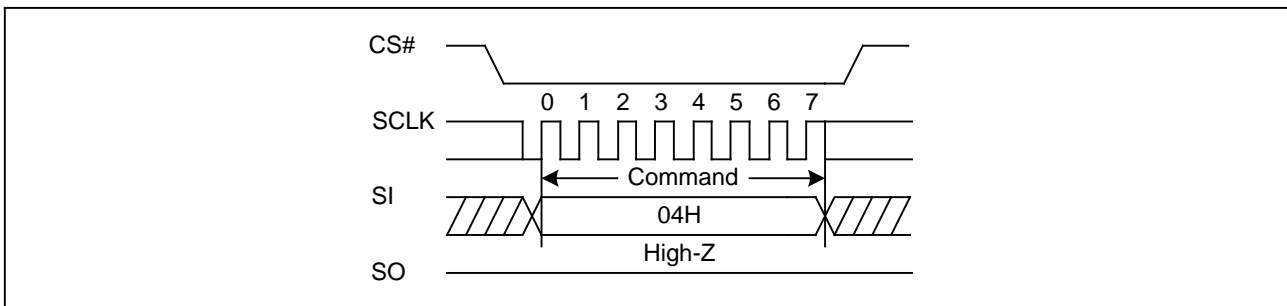 CS#
0 1 2 3 4 5 6 7
SCLK
Command
SI
04H
High-Z
SO